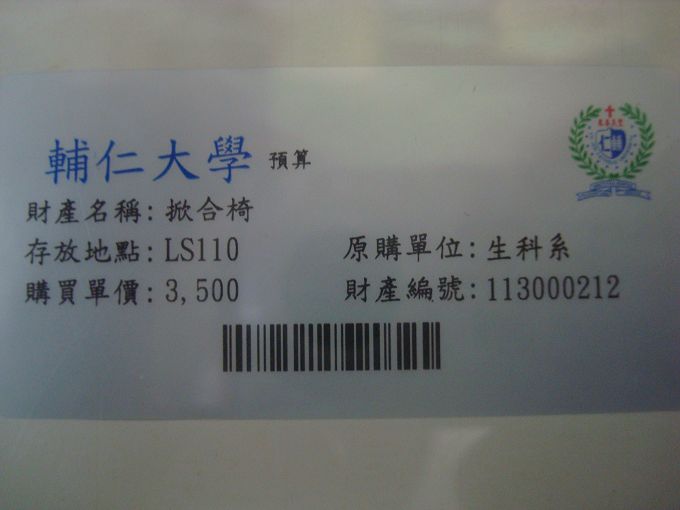 輔仁大學 預算
財產名稱: 掀合椅
存放地點: LS110 原購單位: 生科系
購買單價: 3,500 財產編號: 113000212